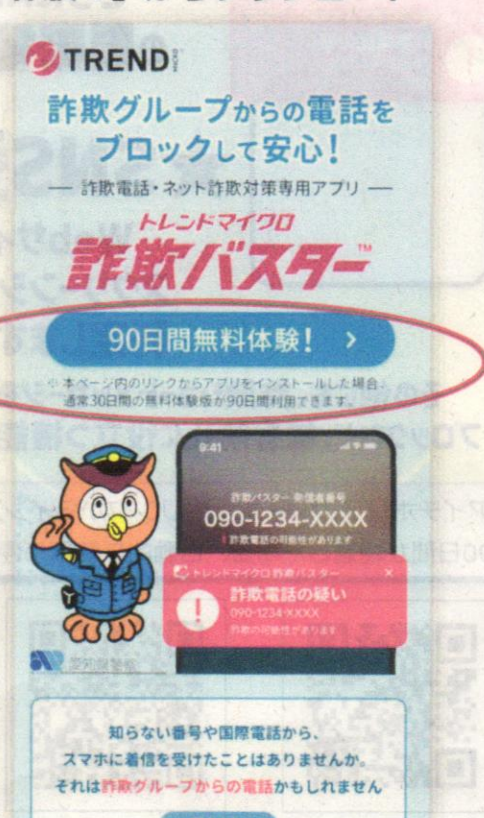 TREND
MICRO
詐欺グループからの電話を
ブロックして安心!
― 詐欺電話・ネット詐欺対策専用アプリ ―
トレンドマイクロ
詐欺バスター™
90日間無料体験! >
※本ページ内のリンクからアプリをインストールした場合、
通常30日間の無料体験版が90日間利用できます。
9:41
詐欺バスター 発信者番号
090-1234-XXXX
!詐欺電話の可能性があります
トレンドマイクロ 詐欺バスター ×
! 詐欺電話の疑い
090-1234-XXXX
詐欺の可能性があります
愛知県警察
知らない番号や国際電話から、
スマホに着信を受けたことはありませんか。
それは詐欺グループからの電話かもしれません